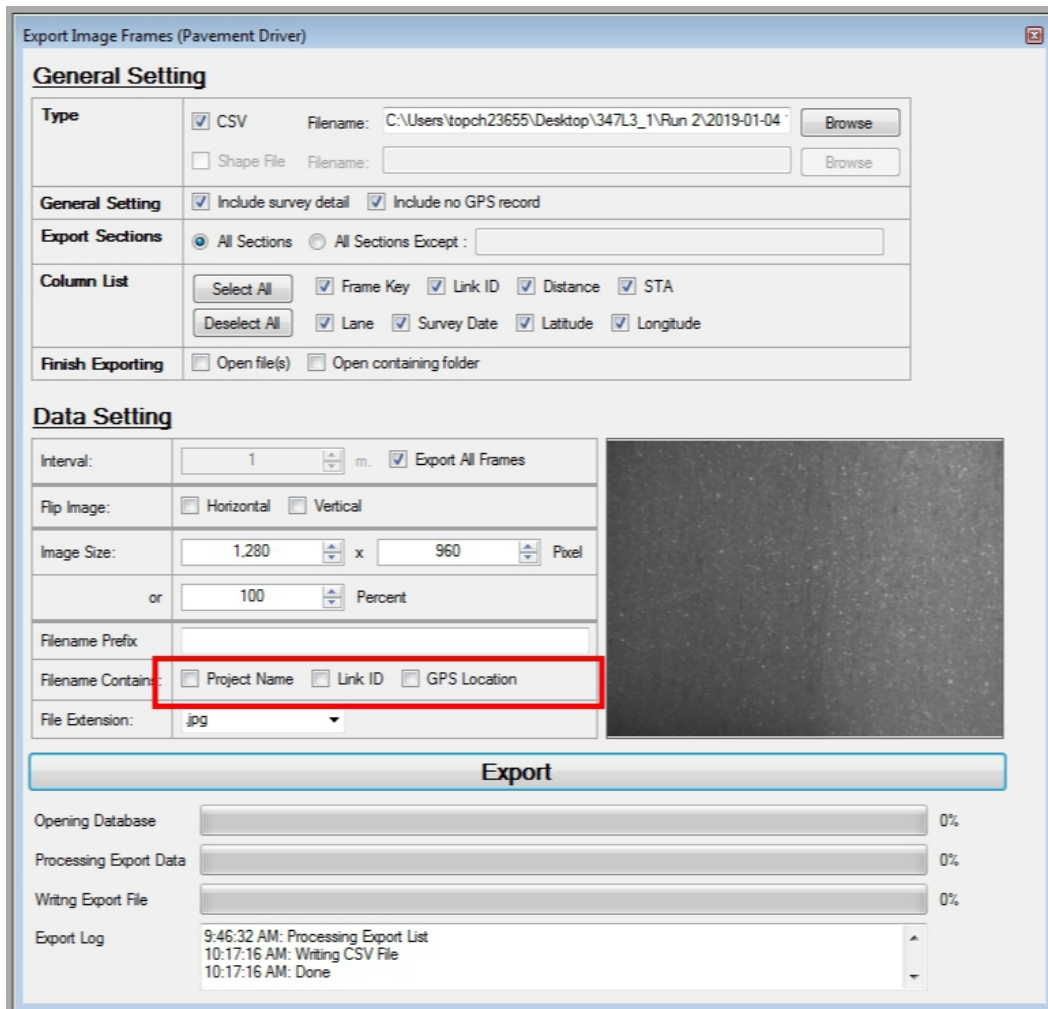 Export Image Frames (Pavement Driver)
General Setting
Type
CSV Filename: C:\Users\topch23655\Desktop\347L3_1\Run 2\2019-01-04 Browse
Shape File Filename: Browse
General Setting Include survey detail Include no GPS record
Export Sections All Sections All Sections Except :
Column List Select All Frame Key Link ID Distance STA
Deselect All Lane Survey Date Latitude Longitude
Finish Exporting Open file(s) Open containing folder
Data Setting
Interval: 1 m. Export All Frames
Flip Image: Horizontal Vertical
Image Size: 1,280 x 960 Pixel
or 100 Percent
Filename Prefix
Filename Contains: Project Name Link ID GPS Location
File Extension: .jpg
Export
Opening Database 0%
Processing Export Data 0%
Writng Export File 0%
Export Log 9:46:32 AM: Processing Export List
10:17:16 AM: Writing CSV File
10:17:16 AM: Done